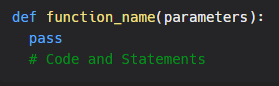 def function_name(parameters):
  pass
  # Code and Statements